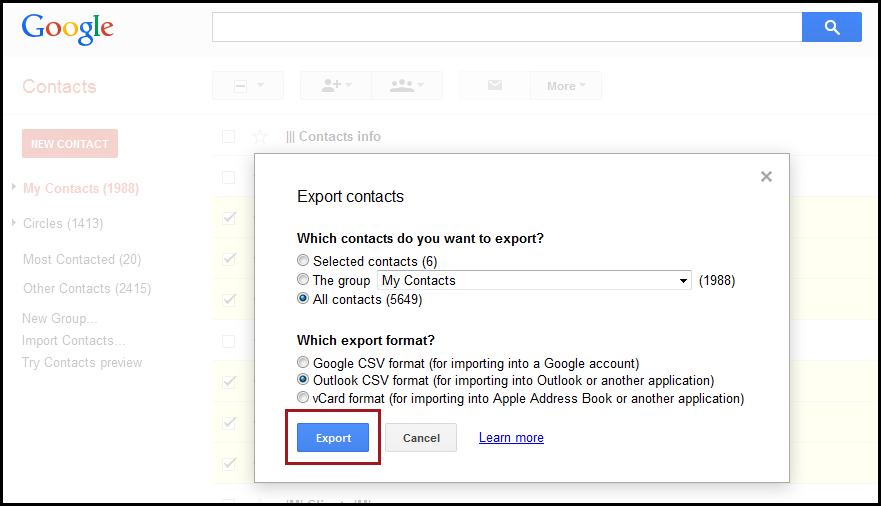 Google
Contacts
More
NEW CONTACT
My Contacts (1988)
Circles (1413)
Most Contacted (20)
Other Contacts (2415)
New Group...
Import Contacts...
Try Contacts preview
||| Contacts info
Export contacts
Which contacts do you want to export?
Selected contacts (6)
The group My Contacts (1988)
All contacts (5649)
Which export format?
Google CSV format (for importing into a Google account)
Outlook CSV format (for importing into Outlook or another application)
vCard format (for importing into Apple Address Book or another application)
Export Cancel Learn more